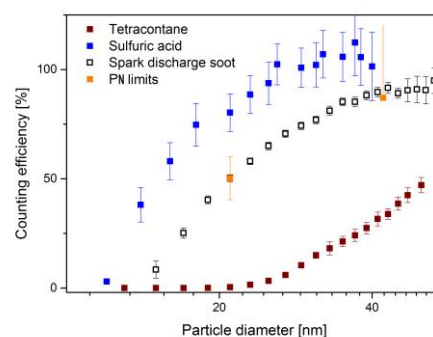 Tetracontane
Sulfuric acid
Spark discharge soot
PN limits
100
50
0
Counting efficiency [%]
20
40
Particle diameter [nm]